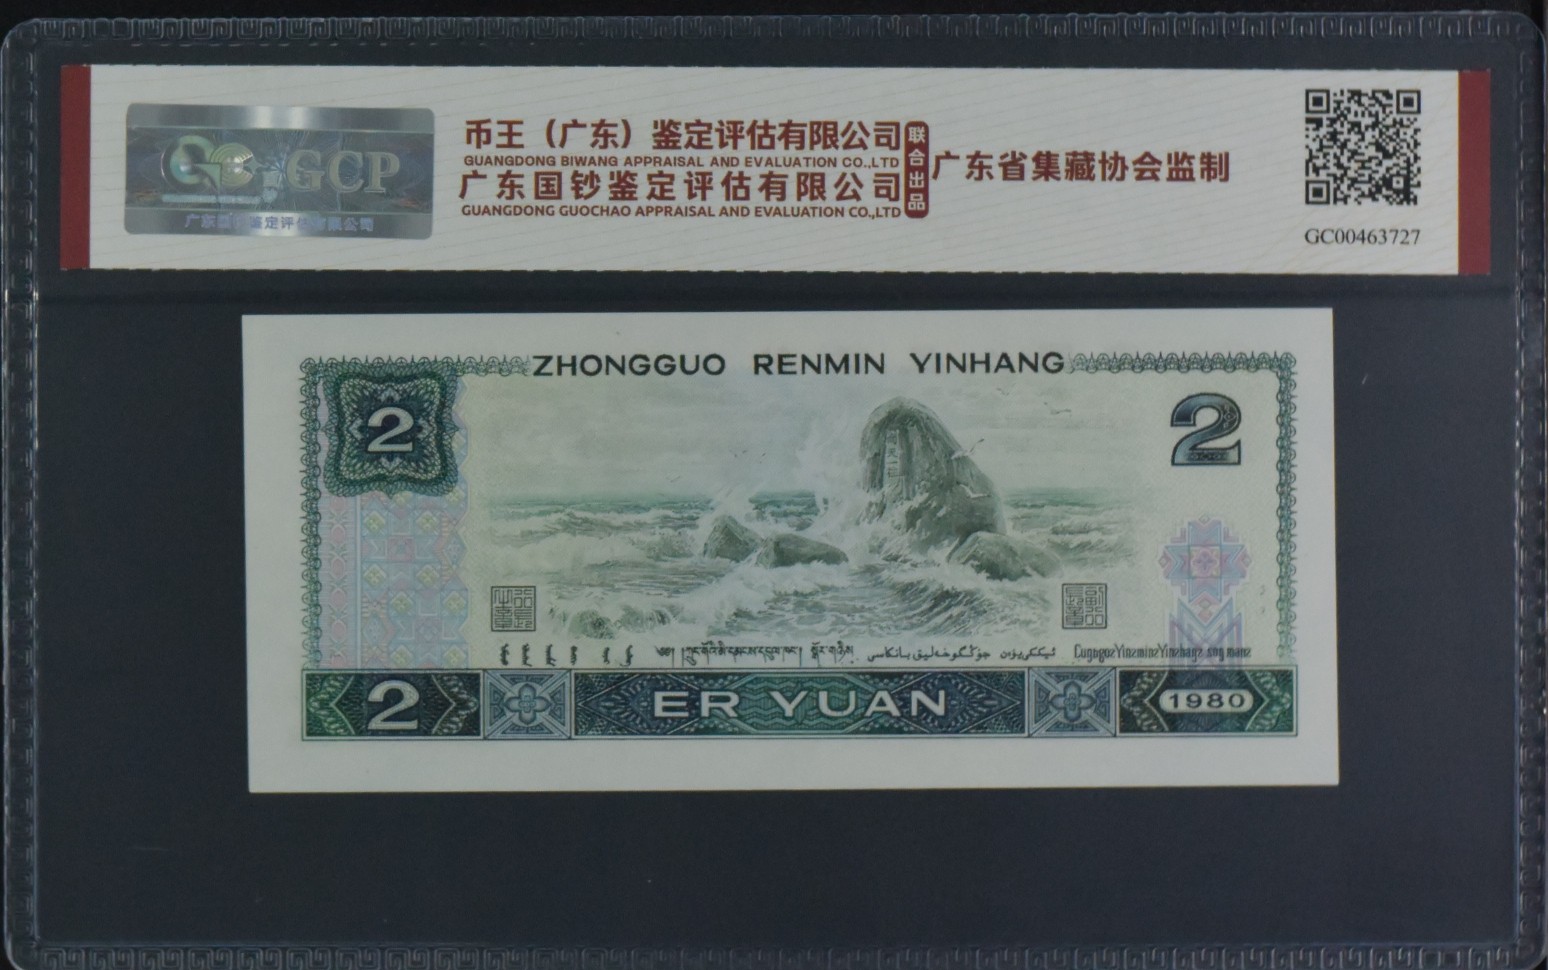 币王（广东）鉴定评估有限公司
GUANGDONG BIWANG APPRAISAL AND EVALUATION CO.,LTD
广东国钞鉴定评估有限公司
GUANGDONG GUOCHAO APPRAISAL AND EVALUATION CO.,LTD
联合出品
广东省集藏协会监制
GCP
GC00463727
ZHONGGUO RENMIN YINHANG
2
2
2
ER YUAN
1980